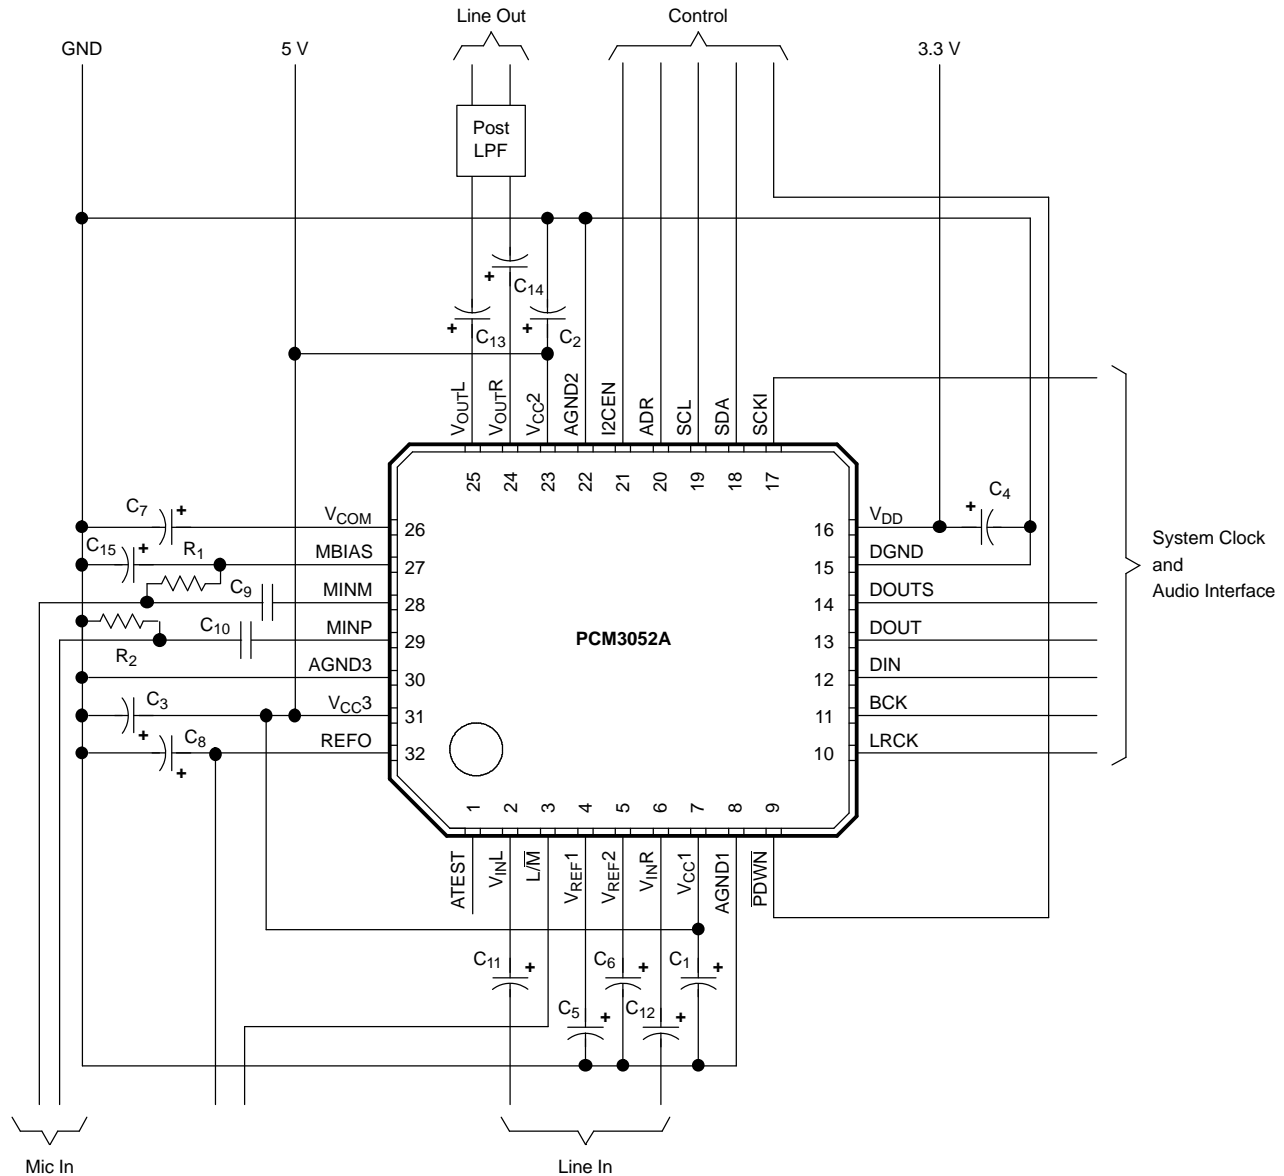 Line Out
Control
GND
5 V
3.3 V
Post
LPF
C14
C13
C2
VOUTL
VOUTR
VCC2
AGND2
I2CEN
ADR
SCL
SDA
SCKI
25
24
23
22
21
20
19
18
17
C7
VCOM
26
C15
R1
MBIAS
27
C9
MINM
28
C10
MINP
29
R2
AGND3
30
C3
VCC3
31
C8
REFO
32
PCM3052A
16
VDD
C4
15
DGND
14
DOUTS
13
DOUT
12
DIN
11
BCK
10
LRCK
System Clock
and
Audio Interface
1
2
3
4
5
6
7
8
9
ATEST
VINL
L/M
VREF1
VREF2
VINR
VCC1
AGND1
PDWN
C11
C6
C1
C5
C12
Mic In
Line In